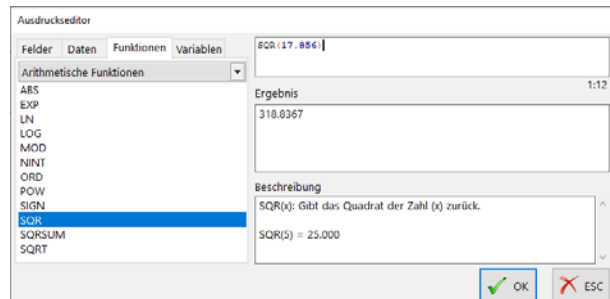 Ausdruckseditor
Felder Daten Funktionen Variablen
Arithmetische Funktionen
ABS
EXP
LN
LOG
MOD
NINT
ORD
POW
SIGN
SQR
SQRSUM
SQRT
SQR(17.856)
1:12
Ergebnis
318.8367
Beschreibung
SQR(x): Gibt das Quadrat der Zahl (x) zurück.
SQR(5) = 25.000
OK
ESC